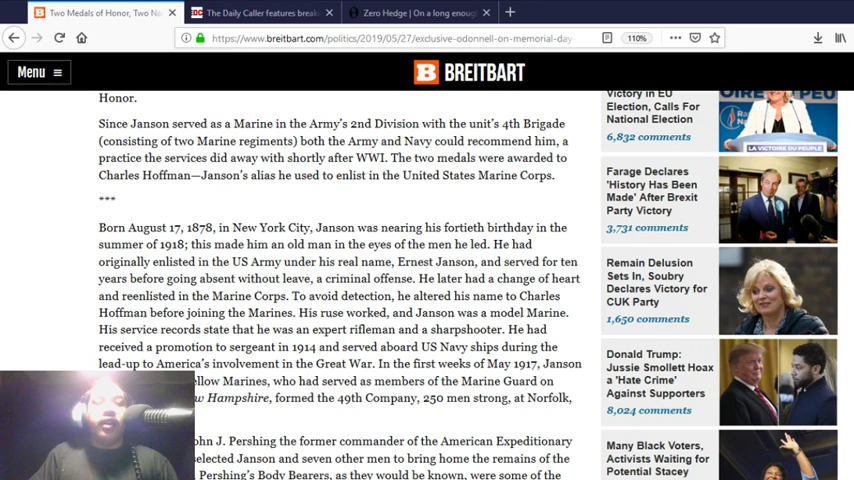 Two Medals of Honor, Two Na
The Daily Caller features break
Zero Hedge | On a long enoug
https://www.breitbart.com/politics/2019/05/27/exclusive-odonnell-on-memorial-day-
110%
Menu
B BREITBART
Honor.
Since Janson served as a Marine in the Army's 2nd Division with the unit's 4th Brigade
(consisting of two Marine regiments) both the Army and Navy could recommend him, a
practice the services did away with shortly after WWI. The two medals were awarded to
Charles Hoffman—Janson's alias he used to enlist in the United States Marine Corps.
***
Born August 17, 1878, in New York City, Janson was nearing his fortieth birthday in the
summer of 1918; this made him an old man in the eyes of the men he led. He had
originally enlisted in the US Army under his real name, Ernest Janson, and served for ten
years before going absent without leave, a criminal offense. He later had a change of heart
and reenlisted in the Marine Corps. To avoid detection, he altered his name to Charles
Hoffman before joining the Marines. His ruse worked, and Janson was a model Marine.
His service records state that he was an expert rifleman and a sharpshooter. He had
received a promotion to sergeant in 1914 and served aboard US Navy ships during the
lead-up to America's involvement in the Great War. In the first weeks of May 1917, Janson
ellow Marines, who had served as members of the Marine Guard on
w Hampshire, formed the 49th Company, 250 men strong, at Norfolk,
ohn J. Pershing the former commander of the American Expeditionary
selected Janson and seven other men to bring home the remains of the
Pershing's Body Bearers, as they would be known, were some of the
Victory in EU
Election, Calls For
National Election
6,832 comments
LA VICTOIRE DU PEUPLE
Farage Declares
'History Has Been
Made' After Brexit
Party Victory
3,731 comments
Remain Delusion
Sets In, Soubry
Declares Victory for
CUK Party
1,650 comments
Donald Trump:
Jussie Smollett Hoax
a 'Hate Crime'
Against Supporters
8,024 comments
Many Black Voters,
Activists Waiting for
Potential Stacey